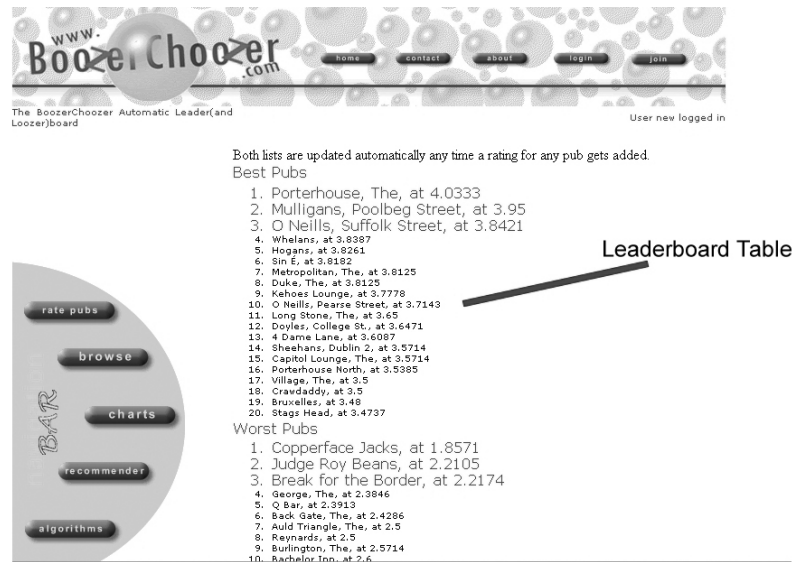 www.
BoozerChoozer
.com
home
contact
about
login
join
The BoozerChoozer Automatic Leader(and
Loozer)board
User new logged in
Both lists are updated automatically any time a rating for any pub gets added.
Best Pubs
1. Porterhouse, The, at 4.0333
2. Mulligans, Poolbeg Street, at 3.95
3. O Neills, Suffolk Street, at 3.8421
4. Whelans, at 3.8387
5. Hogans, at 3.8261
6. Sin É, at 3.8182
7. Metropolitan, The, at 3.8125
8. Duke, The, at 3.8125
9. Kehoes Lounge, at 3.7778
10. O Neills, Pearse Street, at 3.7143
11. Long Stone, The, at 3.65
12. Doyles, College St., at 3.6471
13. 4 Dame Lane, at 3.6087
14. Sheehans, Dublin 2, at 3.5714
15. Capitol Lounge, The, at 3.5714
16. Porterhouse North, at 3.5385
17. Village, The, at 3.5
18. Crawdaddy, at 3.5
19. Bruxelles, at 3.48
20. Stags Head, at 3.4737
Leaderboard Table
rate pubs
browse
BAR
charts
recommender
algorithms
Worst Pubs
1. Copperface Jacks, at 1.8571
2. Judge Roy Beans, at 2.2105
3. Break for the Border, at 2.2174
4. George, The, at 2.3846
5. Q Bar, at 2.3913
6. Back Gate, The, at 2.4286
7. Auld Triangle, The, at 2.5
8. Reynards, at 2.5
9. Burlington, The, at 2.5714
10. Bachelor Inn, at 2.6